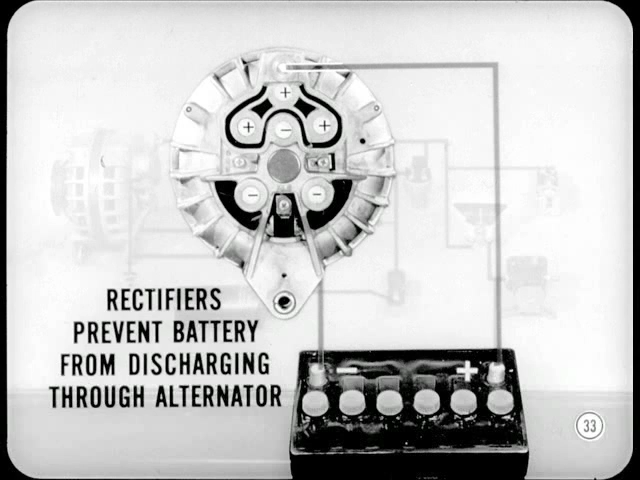 +
+ − +
− −
RECTIFIERS
PREVENT BATTERY
FROM DISCHARGING
THROUGH ALTERNATOR
− +
33